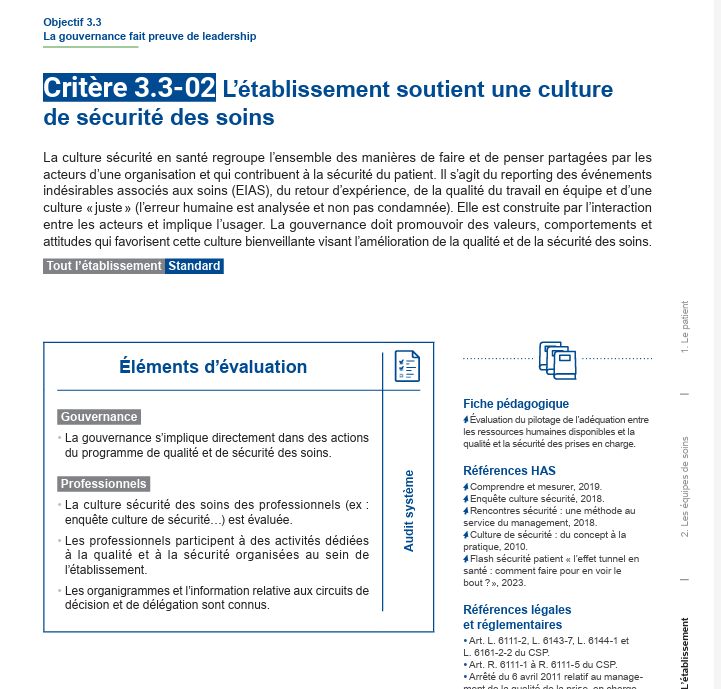 Objectif 3.3
La gouvernance fait preuve de leadership
Critère 3.3-02 L’établissement soutient une culture
de sécurité des soins
La culture sécurité en santé regroupe l’ensemble des manières de faire et de penser partagées par les
acteurs d’une organisation et qui contribuent à la sécurité du patient. Il s’agit du reporting des événements
indésirables associés aux soins (EIAS), du retour d’expérience, de la qualité du travail en équipe et d’une
culture « juste » (l’erreur humaine est analysée et non pas condamnée). Elle est construite par l’interaction
entre les acteurs et implique l’usager. La gouvernance doit promouvoir des valeurs, comportements et
attitudes qui favorisent cette culture bienveillante visant l’amélioration de la qualité et de la sécurité des soins.
Tout l’établissement Standard
Éléments d’évaluation
Gouvernance
• La gouvernance s’implique directement dans des actions
du programme de qualité et de sécurité des soins.
Professionnels
• La culture sécurité des soins des professionnels (ex :
enquête culture de sécurité…) est évaluée.
• Les professionnels participent à des activités dédiées
à la qualité et à la sécurité organisées au sein de
l’établissement.
• Les organigrammes et l’information relative aux circuits de
décision et de délégation sont connus.
Audit système
Fiche pédagogique
Évaluation du pilotage de l’adéquation entre
les ressources humaines disponibles et la
qualité et la sécurité des prises en charge.
Références HAS
Comprendre et mesurer, 2019.
Enquête culture sécurité, 2018.
Rencontres sécurité : une méthode au
service du management, 2018.
Culture de sécurité : du concept à la
pratique, 2010.
Flash sécurité patient « l’effet tunnel en
santé : comment faire pour en voir le
bout ? », 2023.
Références légales
et réglementaires
• Art. L. 6111-2, L. 6143-7, L. 6144-1 et
L. 6161-2-2 du CSP.
• Art. R. 6111-1 à R. 6111-5 du CSP.
• Arrêté du 6 avril 2011 relatif au manage-
ment de la qualité de la prise en charge
1. Le patient
2. Les équipes de soins
L’établissement